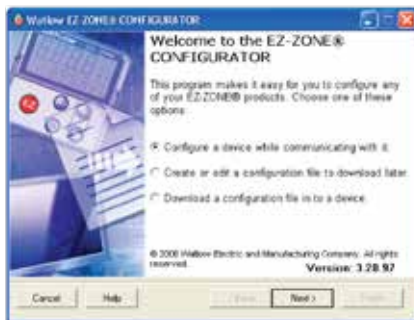 Watlow EZ-ZONE® CONFIGURATOR
Welcome to the EZ-ZONE®
CONFIGURATOR
This program makes it easy for you to configure any
of your EZ-ZONE® products. Choose one of these
options:
EZ
Configure a device while communicating with it.
Create or edit a configuration file to download later.
Download a configuration file in to a device.
Watlow Electric and Manufacturing Company. All rights
reserved.
Version: 3.28.97
Cancel
Help
Next >